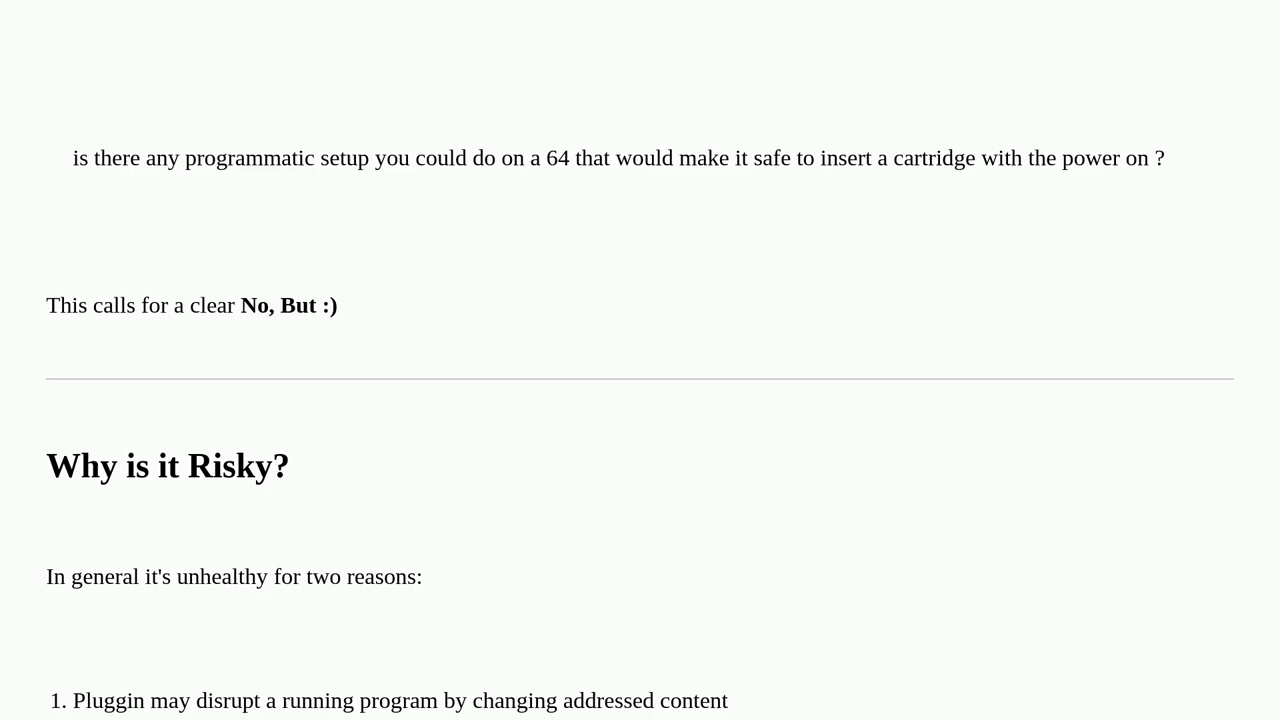 is there any programmatic setup you could do on a 64 that would make it safe to insert a cartridge with the power on ?
This calls for a clear No, But :)
Why is it Risky?
In general it's unhealthy for two reasons:
1. Pluggin may disrupt a running program by changing addressed content